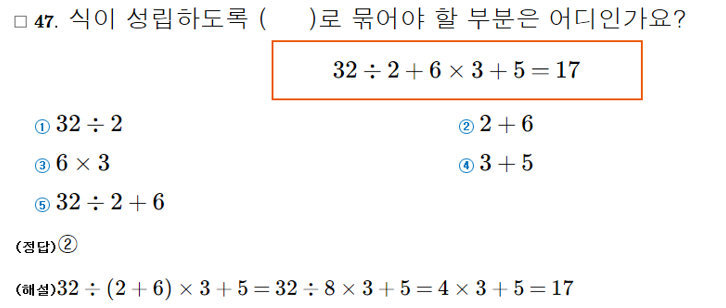 □ 47. 식이 성립하도록 (    )로 묶어야 할 부분은 어디인가요?
32 ÷ 2 + 6 × 3 + 5 = 17
① 32 ÷ 2
② 2 + 6
③ 6 × 3
④ 3 + 5
⑤ 32 ÷ 2 + 6
(정답)②
(해설)32 ÷ (2 + 6) × 3 + 5 = 32 ÷ 8 × 3 + 5 = 4 × 3 + 5 = 17